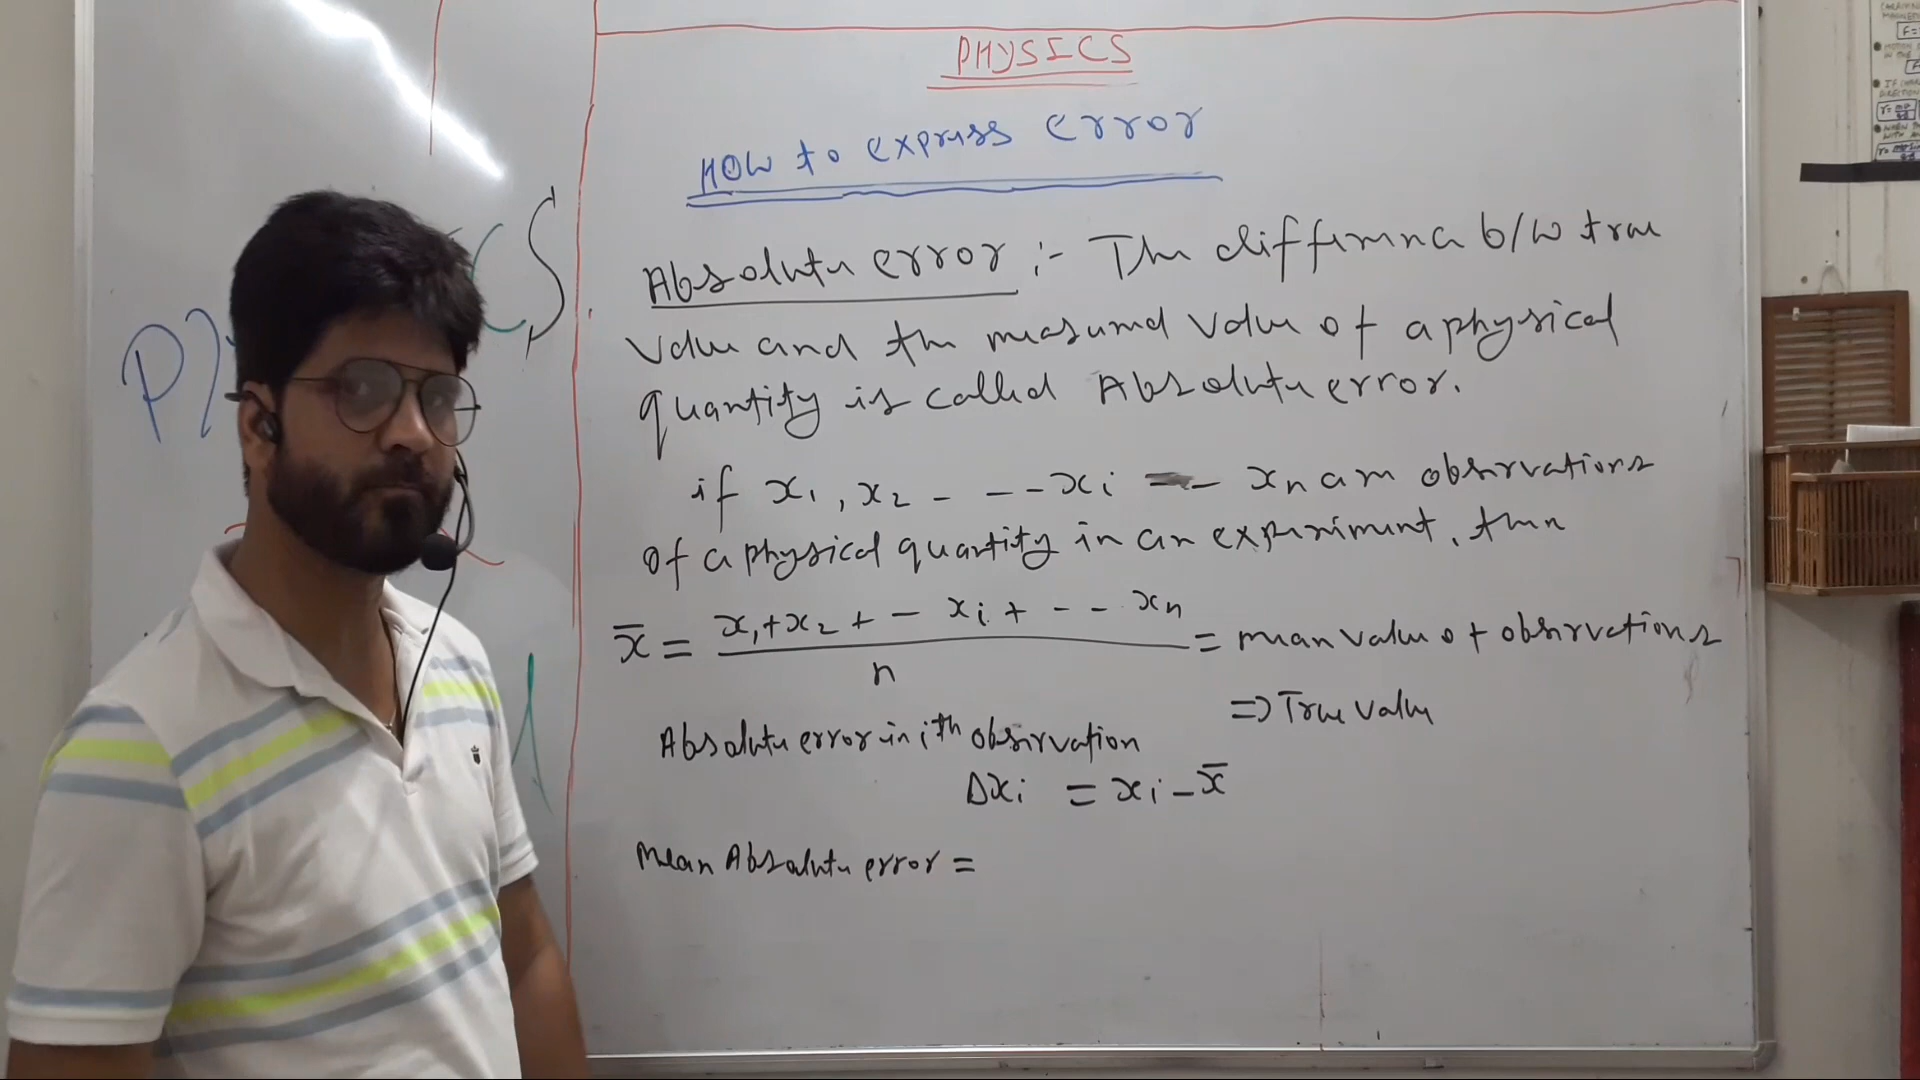 PHYSICS
HOW to express error
Absolute error :- The difference b/w true
value and the measured value of a physical
quantity is called Absolute error.
if x₁, x₂ - - - xᵢ - - xₙ are observations
of a physical quantity in an experiment, then
x̄ = (x₁ + x₂ + - xᵢ + - - xₙ) / n = mean value of observations
⇒ True value
Absolute error in iᵗʰ observation
Δxᵢ = xᵢ - x̄
Mean Absolute error =